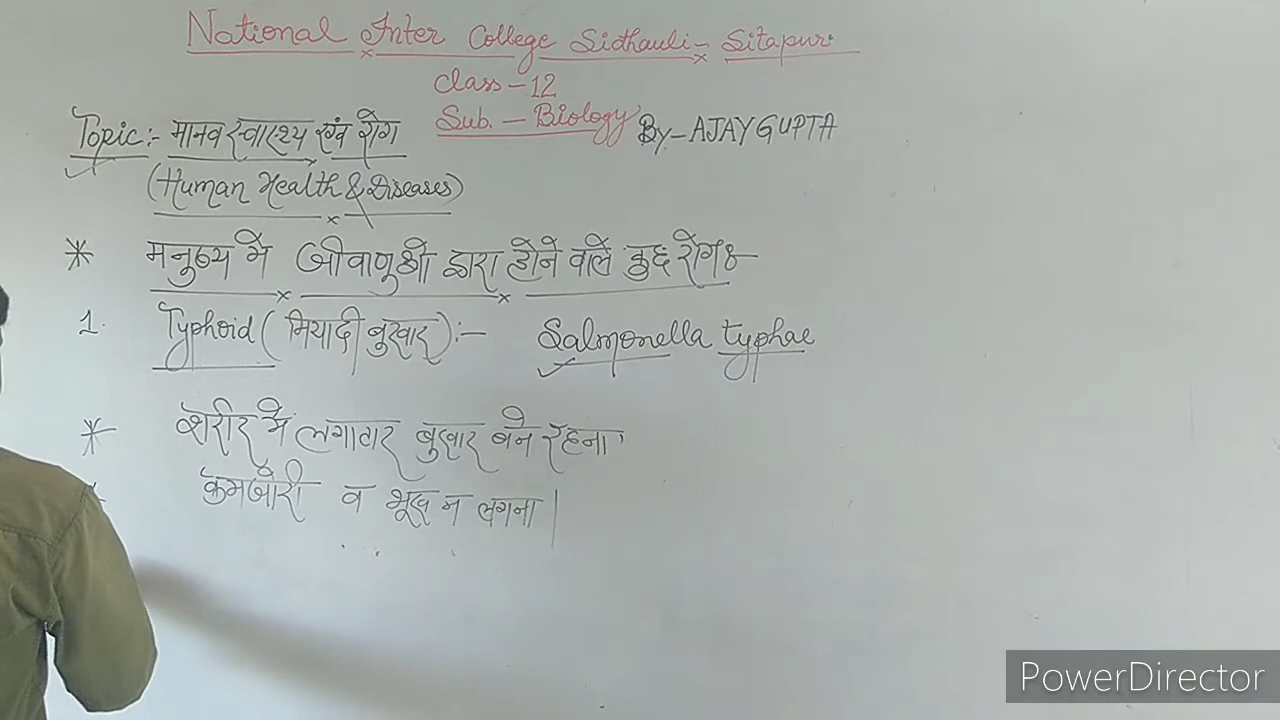 National Inter College Sidhauli- Sitapur
Class-12
Sub. - Biology
By- AJAY GUPTA
Topic:- मानव स्वास्थ्य एवं रोग
(Human Health & Diseases)
* मनुष्य मे जीवाणुओ द्वारा होने वाले कुछ रोग:-
1. Typhoid ( मियादी बुखार ):- Salmonella typhae
* शरीर में लगातार बुखार बने रहना
* कमजोरी व भूख न लगना।
PowerDirector